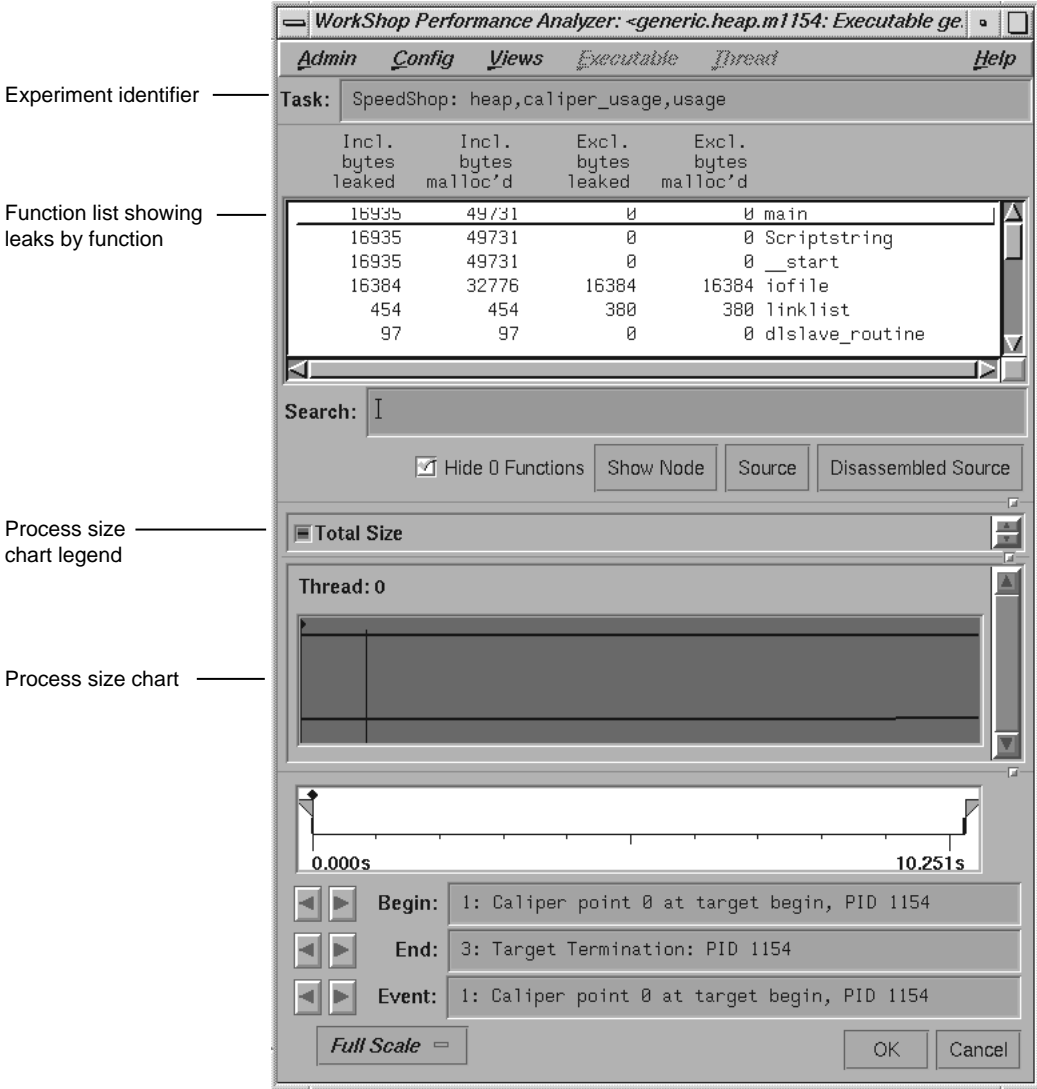 WorkShop Performance Analyzer: <generic.heap.m1154: Executable ge.
Admin Config Views Executable Thread Help
Experiment identifier
Task: SpeedShop: heap,caliper_usage,usage
Incl. Incl. Excl. Excl.
bytes bytes bytes bytes
leaked malloc'd leaked malloc'd
Function list showing
leaks by function
16935 49731 0 0 main
16935 49731 0 0 Scriptstring
16935 49731 0 0 __start
16384 32776 16384 16384 iofile
454 454 380 380 linklist
97 97 0 0 dlslave_routine
Search:
Hide 0 Functions Show Node Source Disassembled Source
Process size
chart legend
Total Size
Thread: 0
Process size chart
0.000s 10.251s
Begin: 1: Caliper point 0 at target begin, PID 1154
End: 3: Target Termination: PID 1154
Event: 1: Caliper point 0 at target begin, PID 1154
Full Scale OK Cancel